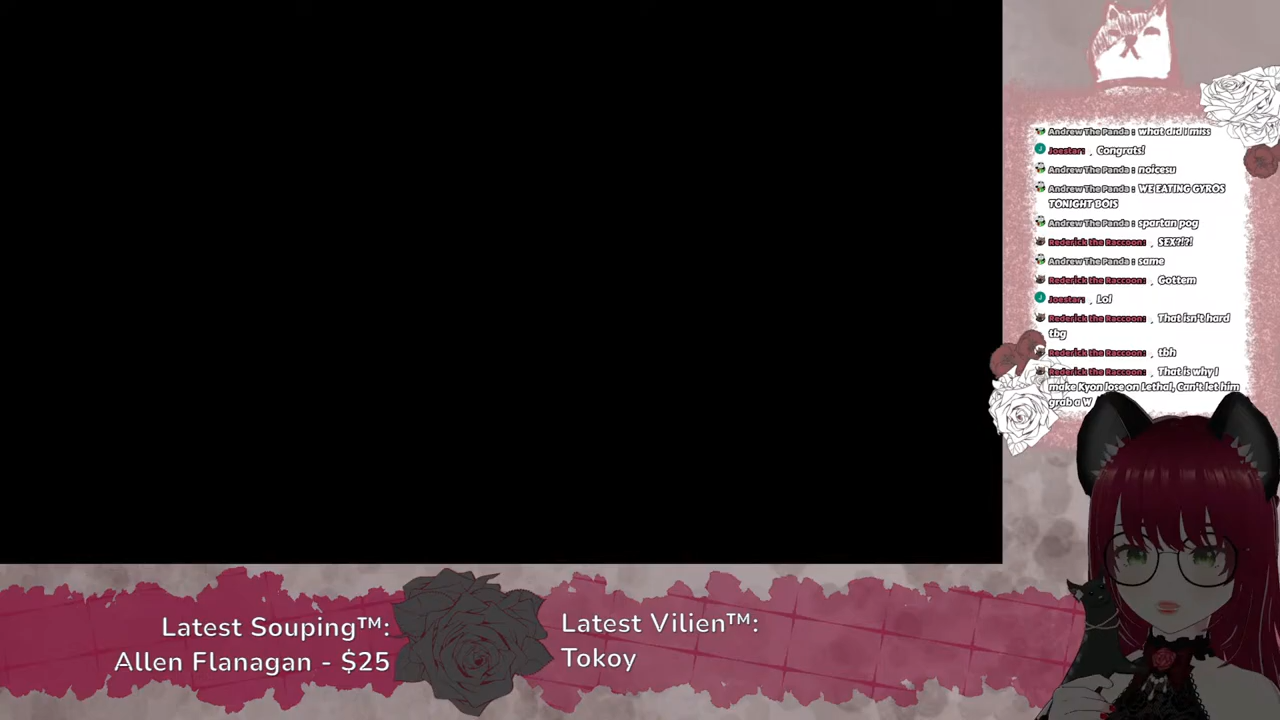 Andrew The Panda : what did i miss
Joestar: , Congrats!
Andrew The Panda : noicesu
Andrew The Panda : WE EATING GYROS
TONIGHT BOIS
Andrew The Panda : spartan pog
Rederick the Raccoon: , SEX?!?!
Andrew The Panda : same
Rederick the Raccoon: , Gottem
Joestar: , Lol
Rederick the Raccoon: , That isn't hard
tbg
Rederick the Raccoon: , tbh
Rederick the Raccoon: , That is why I
make Kyon lose on Lethal, Can't let him
grab a W
Latest Souping™:
Allen Flanagan - $25
Latest Vilien™:
Tokoy